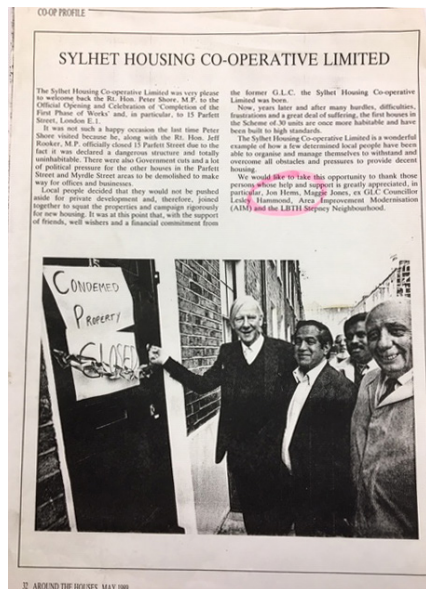 CO-OP PROFILE
SYLHET HOUSING CO-OPERATIVE LIMITED
The Sylhet Housing Co-operative Limited was very please
to welcome back the Rt. Hon. Peter Shore, M.P. to the
Official Opening and Celebration of 'Completion of the
First Phase of Works' and, in particular, to 15 Parfett
Street, London E.1.
It was not such a happy occasion the last time Peter
Shore visited because he, along with the Rt. Hon. Jeff
Rooker, M.P. officially closed 15 Parfett Street due to the
fact it was declared a dangerous structure and totally
uninhabitable. There were also Government cuts and a lot
of political pressure for the other houses in the Parfett
Street and Myrdle Street areas to be demolished to make
way for offices and businesses.
Local people decided that they would not be pushed
aside for private development and, therefore, joined
together to squat the properties and campaign rigorously
for new housing. It was at this point that, with the support
of friends, well wishers and a financial commitment from
the former G.L.C. the Sylhet Housing Co-operative
Limited was born.
Now, years later and after many hurdles, difficulties,
frustrations and a great deal of effort, the first houses in
the Scheme of 30 units are once more habitable and have
been built to high standards.
The Sylhet Housing Co-operative Limited is a wonderful
example of how a few determined local people have been
able to organise and manage themselves to withstand and
overcome all obstacles and pressures to provide decent
housing.
We would like to take this opportunity to thank those
persons whose help and support is greatly appreciated, in
particular, Jon Hems, Maggie Jones, ex GLC Councillor
Lesley Hammond, Area Improvement Modernisation
(AIM) and the LBTH Stepney Neighbourhood.
CONDEMED
PROPERTY
CLOSED
32 AROUND THE HOUSES, MAY 1989